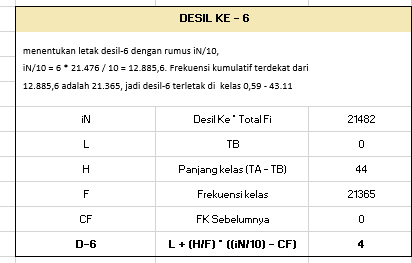 DESIL KE - 6
menentukan letak desil-6 dengan rumus iN/10,
iN/10 = 6 * 21.476 / 10 = 12.885,6. Frekuensi kumulatif terdekat dari
12.885,6 adalah 21.365, jadi desil-6 terletak di kelas 0,59 - 43.11
iN Desil Ke * Total Fi 21482
L TB 0
H Panjang kelas (TA - TB) 44
F Frekuensi kelas 21365
CF FK Sebelumnya 0
D-6 L + (H/F) * ((iN/10) - CF) 4